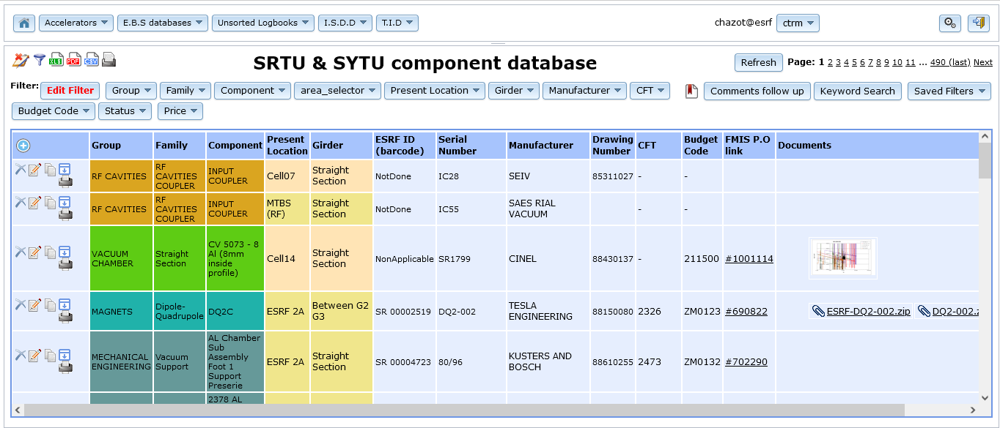 Accelerators E.B.S databases Unsorted Logbooks I.S.D.D T.I.D chazot@esrf ctrm
XLS PDF CSV SRTU & SYTU component database Refresh Page: 1 2 3 4 5 6 7 8 9 10 11 ... 490 (last) Next
Filter: Edit Filter Group Family Component area_selector Present Location Girder Manufacturer CFT Comments follow up Keyword Search Saved Filters
Budget Code Status Price
Group Family Component Present Location Girder ESRF ID (barcode) Serial Number Manufacturer Drawing Number CFT Budget Code FMIS P.O link Documents
RF CAVITIES RF CAVITIES COUPLER INPUT COUPLER Cell07 Straight Section NotDone IC28 SEIV 85311027 - -
RF CAVITIES RF CAVITIES COUPLER INPUT COUPLER MTBS (RF) Straight Section NotDone IC55 SAES RIAL VACUUM - -
VACUUM CHAMBER Straight Section CV 5073 - 8 Al (8mm inside profile) Cell14 Straight Section NonApplicable SR1799 CINEL 88430137 - 211500 #1001114
MAGNETS Dipole-Quadrupole DQ2C ESRF 2A Between G2 G3 SR 00002519 DQ2-002 TESLA ENGINEERING 88150080 2326 ZM0123 #690822 ESRF-DQ2-002.zip DQ2-002.z
MECHANICAL ENGINEERING Vacuum Support AL Chamber Sub Assembly Foot 1 Support Preserie ESRF 2A Straight Section SR 00004723 80/96 KUSTERS AND BOSCH 88610255 2473 ZM0132 #702290
2378 AL